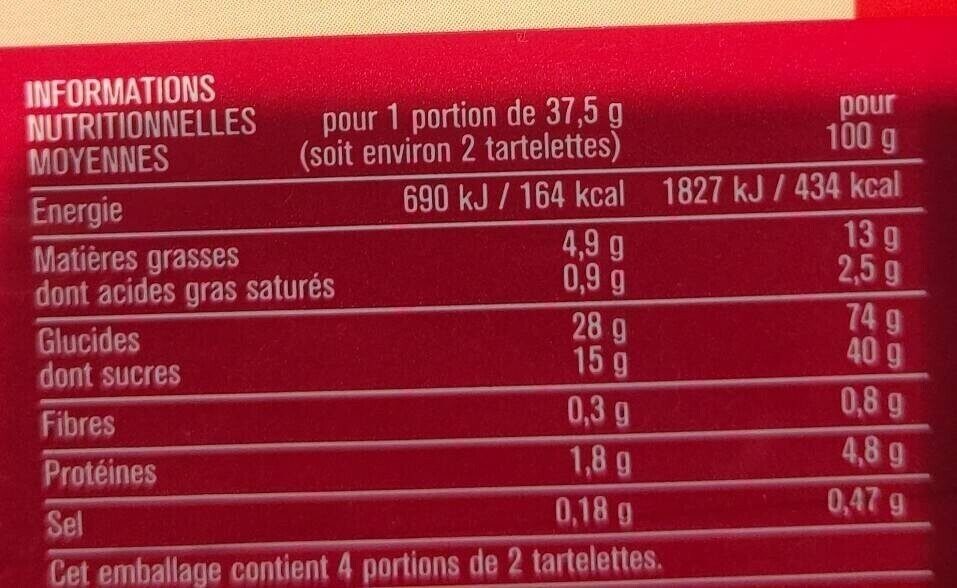 INFORMATIONS
NUTRITIONNELLES pour 1 portion de 37,5 g pour
MOYENNES (soit environ 2 tartelettes) 100 g
Energie 690 kJ / 164 kcal 1827 kJ / 434 kcal
Matières grasses 4,9 g 13 g
dont acides gras saturés 0,9 g 2,5 g
Glucides 28 g 74 g
dont sucres 15 g 40 g
Fibres 0,3 g 0,8 g
Protéines 1,8 g 4,8 g
Sel 0,18 g 0,47 g
Cet emballage contient 4 portions de 2 tartelettes.